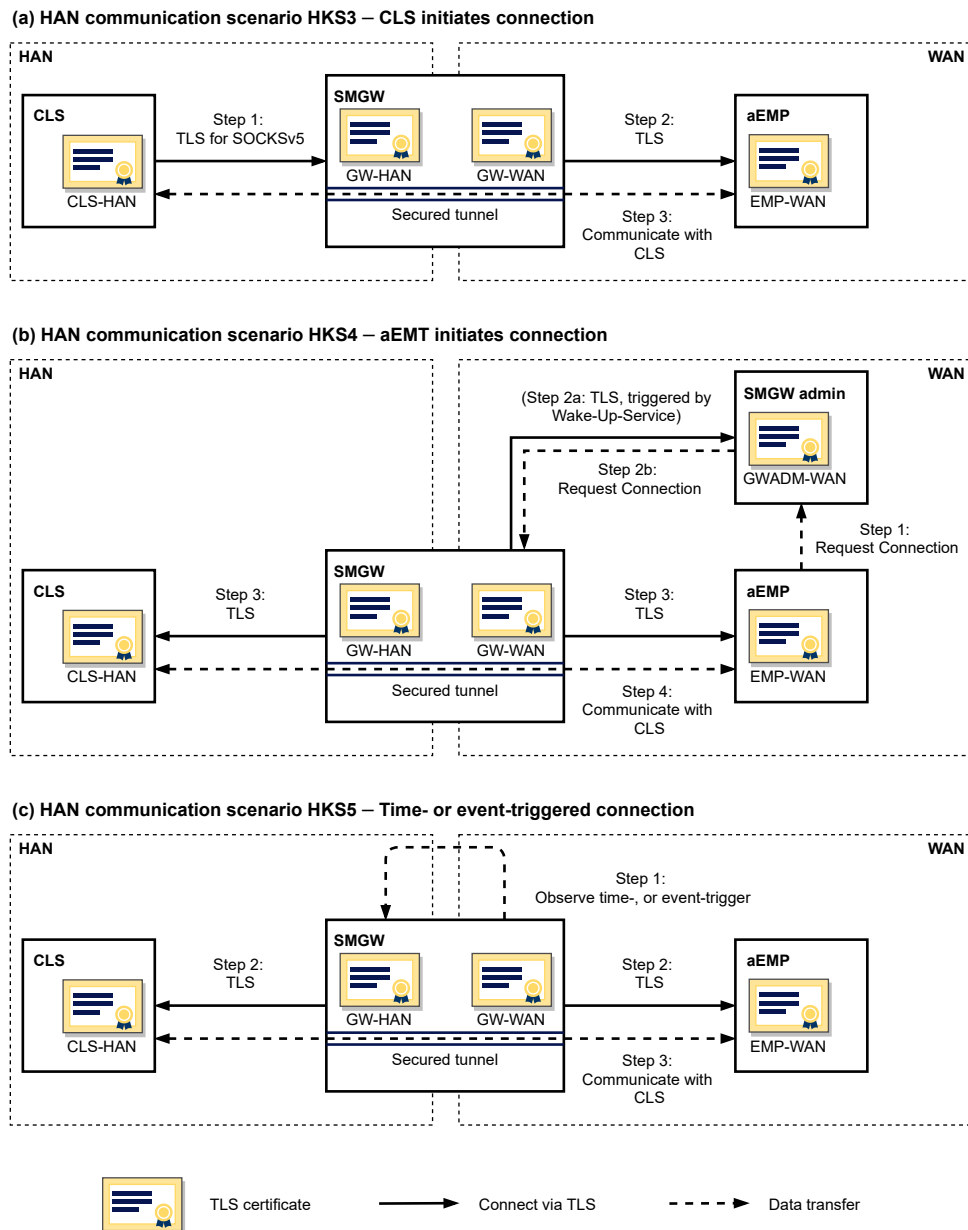 (a) HAN communication scenario HKS3 – CLS initiates connection
HAN
WAN
CLS
CLS-HAN
Step 1:
TLS for SOCKSv5
SMGW
GW-HAN
GW-WAN
Secured tunnel
Step 2:
TLS
Step 3:
Communicate with
CLS
aEMP
EMP-WAN
(b) HAN communication scenario HKS4 – aEMT initiates connection
HAN
WAN
(Step 2a: TLS, triggered by
Wake-Up-Service)
Step 2b:
Request Connection
SMGW admin
GWADM-WAN
Step 1:
Request Connection
CLS
CLS-HAN
Step 3:
TLS
SMGW
GW-HAN
GW-WAN
Secured tunnel
Step 3:
TLS
Step 4:
Communicate with
CLS
aEMP
EMP-WAN
(c) HAN communication scenario HKS5 – Time- or event-triggered connection
HAN
WAN
Step 1:
Observe time-, or event-trigger
CLS
CLS-HAN
Step 2:
TLS
SMGW
GW-HAN
GW-WAN
Secured tunnel
Step 2:
TLS
Step 3:
Communicate with
CLS
aEMP
EMP-WAN
TLS certificate
Connect via TLS
Data transfer